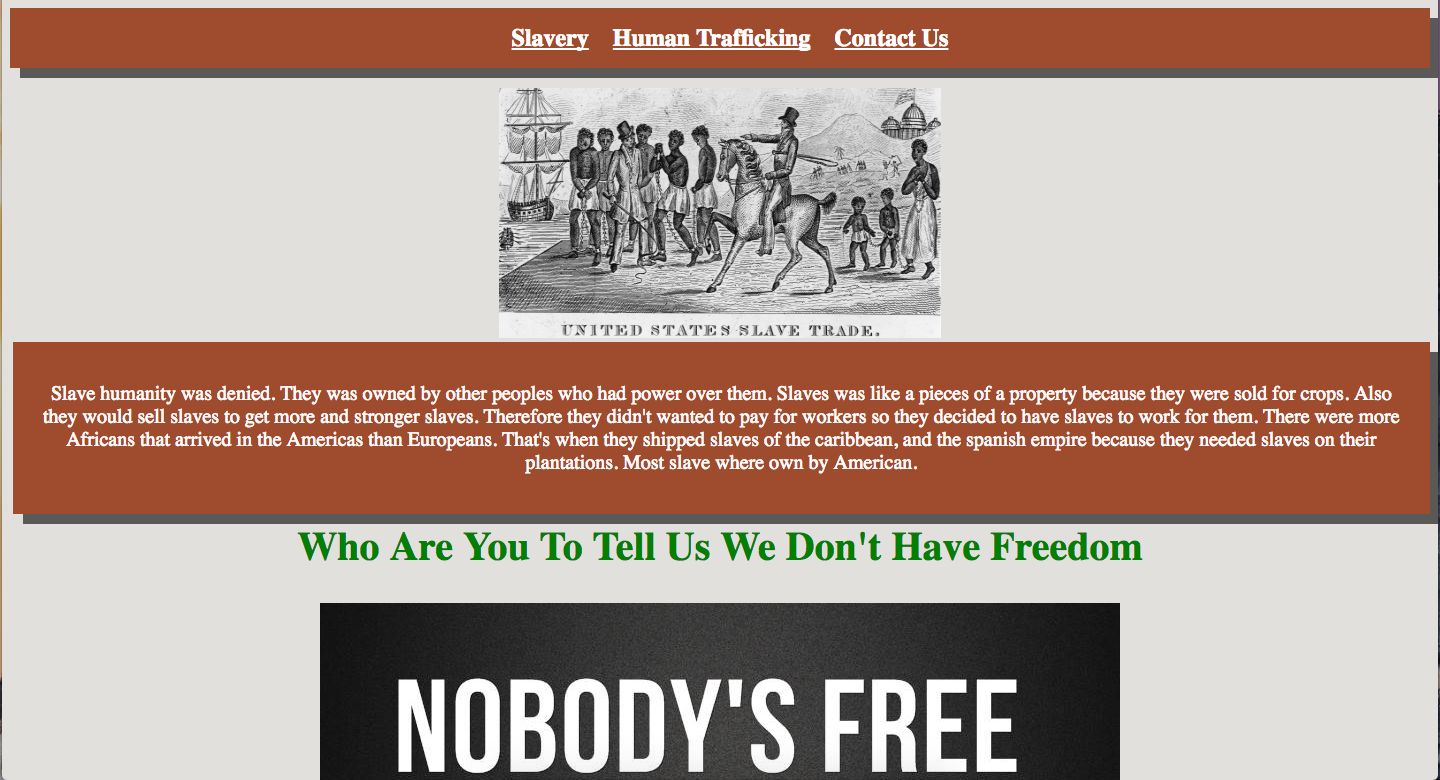 Slavery Human Trafficking Contact Us
UNITED STATES SLAVE TRADE.
Slave humanity was denied. They was owned by other peoples who had power over them. Slaves was like a pieces of a property because they were sold for crops. Also
they would sell slaves to get more and stronger slaves. Therefore they didn't wanted to pay for workers so they decided to have slaves to work for them. There were more
Africans that arrived in the Americas than Europeans. That's when they shipped slaves of the caribbean, and the spanish empire because they needed slaves on their
plantations. Most slave where own by American.
Who Are You To Tell Us We Don't Have Freedom
NOBODY'S FREE